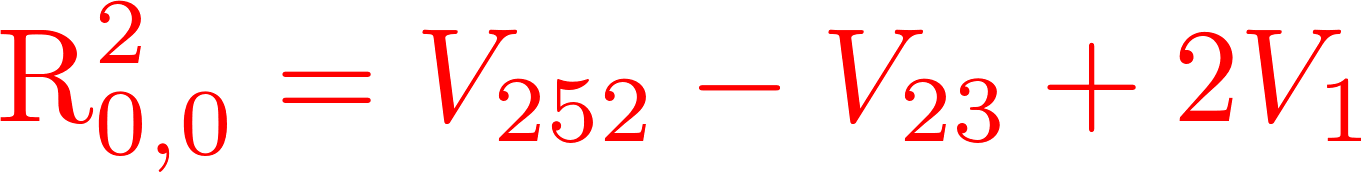 R^2_{0,0} = V_{252} − V_{23} + 2V_1